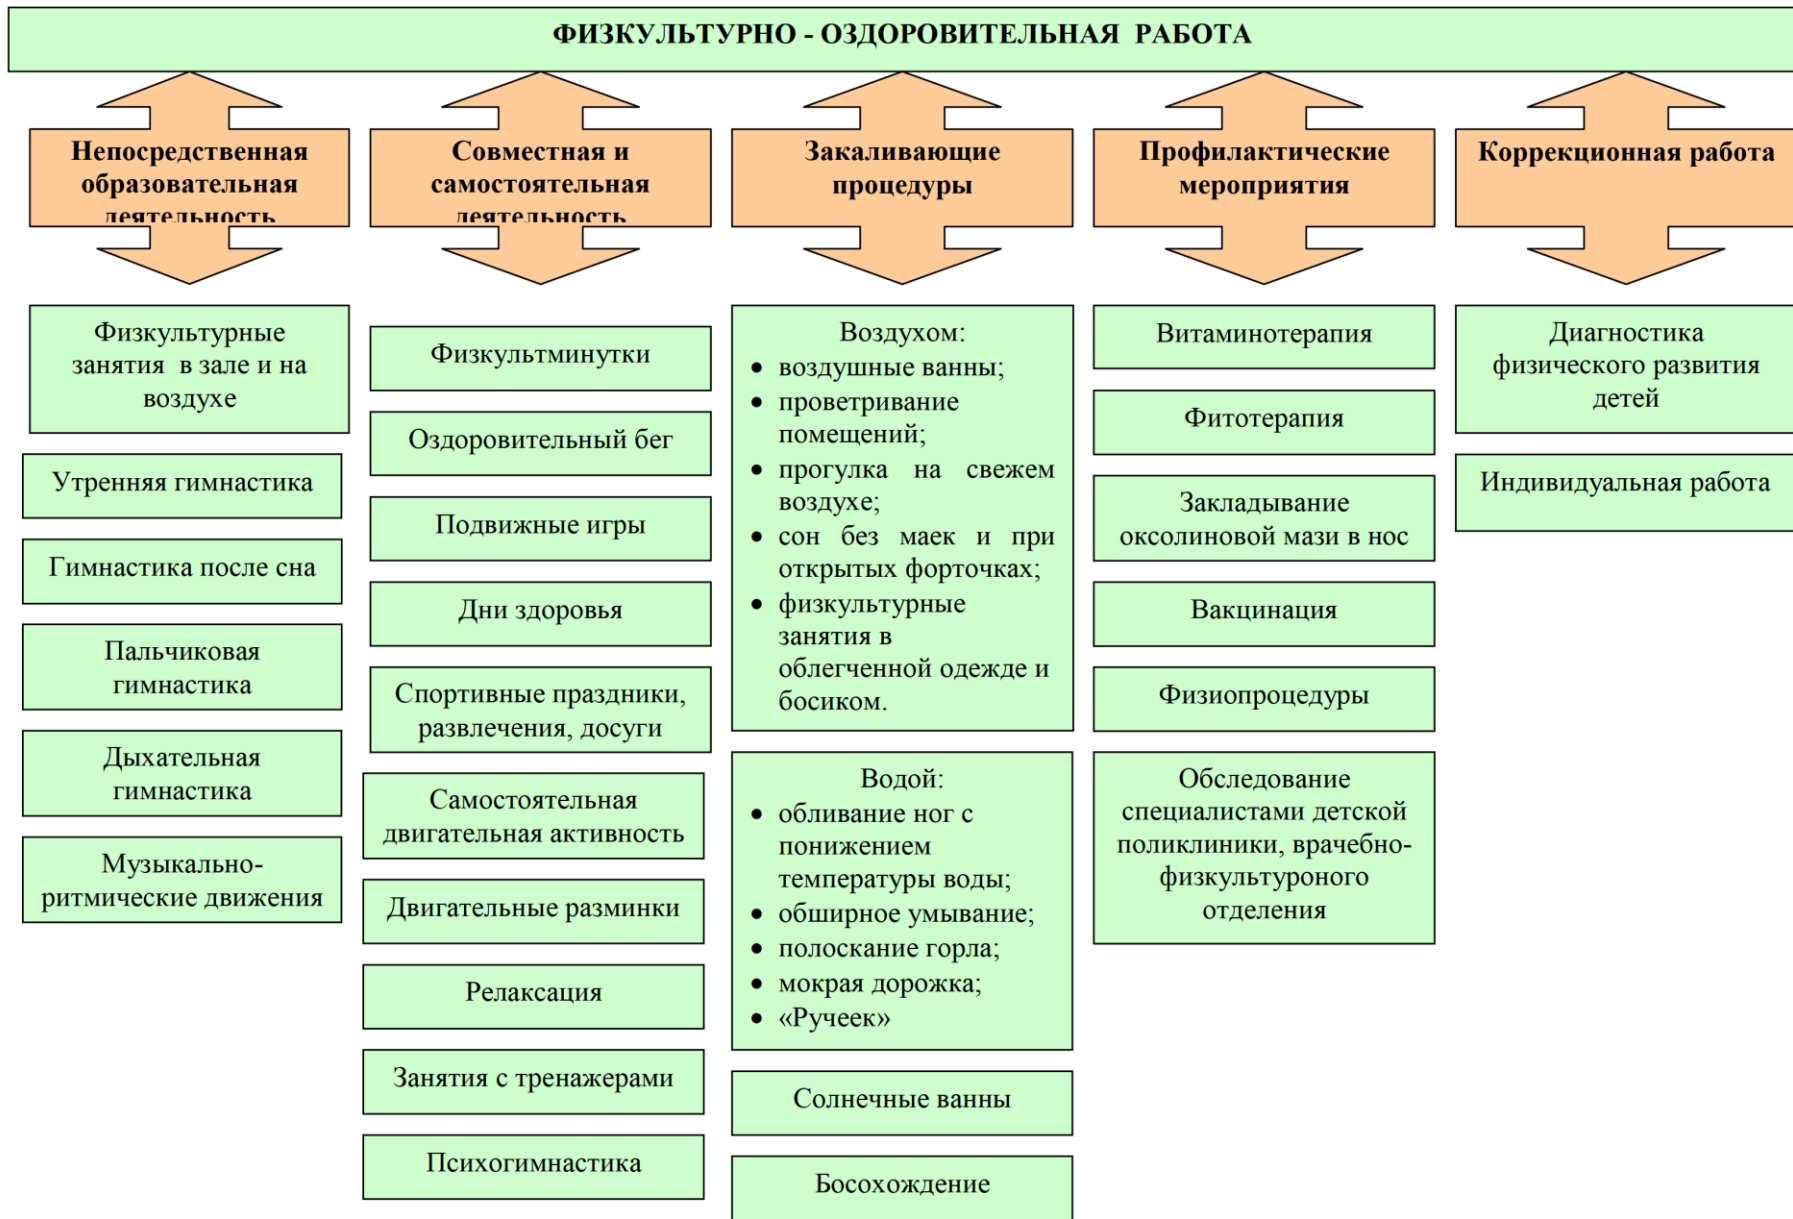 ФИЗКУЛЬТУРНО - ОЗДОРОВИТЕЛЬНАЯ РАБОТА
Непосредственная
образовательная
деятельность
Совместная и
самостоятельная
деятельность
Закаливающие
процедуры
Профилактические
мероприятия
Коррекционная работа
Физкультурные
занятия в зале и на
воздухе
Утренняя гимнастика
Гимнастика после сна
Пальчиковая
гимнастика
Дыхательная
гимнастика
Музыкально-
ритмические движения
Физкультминутки
Оздоровительный бег
Подвижные игры
Дни здоровья
Спортивные праздники,
развлечения, досуги
Самостоятельная
двигательная активность
Двигательные разминки
Релаксация
Занятия с тренажерами
Психогимнастика
Воздухом:
• воздушные ванны;
• проветривание
помещений;
• прогулка на свежем
воздухе;
• сон без маек и при
открытых форточках;
• физкультурные
занятия в
облегченной одежде и
босиком.
Водой:
• обливание ног с
понижением
температуры воды;
• обширное умывание;
• полоскание горла;
• мокрая дорожка;
• «Ручеек»
Солнечные ванны
Босохождение
Витаминотерапия
Фитотерапия
Закладывание
оксолиновой мази в нос
Вакцинация
Физиопроцедуры
Обследование
специалистами детской
поликлиники, врачебно-
физкультуроного
отделения
Диагностика
физического развития
детей
Индивидуальная работа